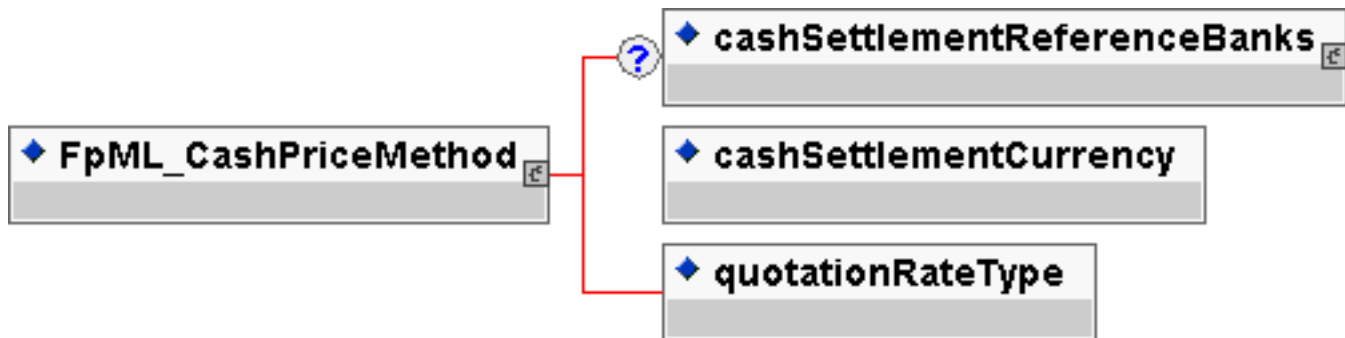 cashSettlementReferenceBanks
?
FpML_CashPriceMethod
cashSettlementCurrency
quotationRateType